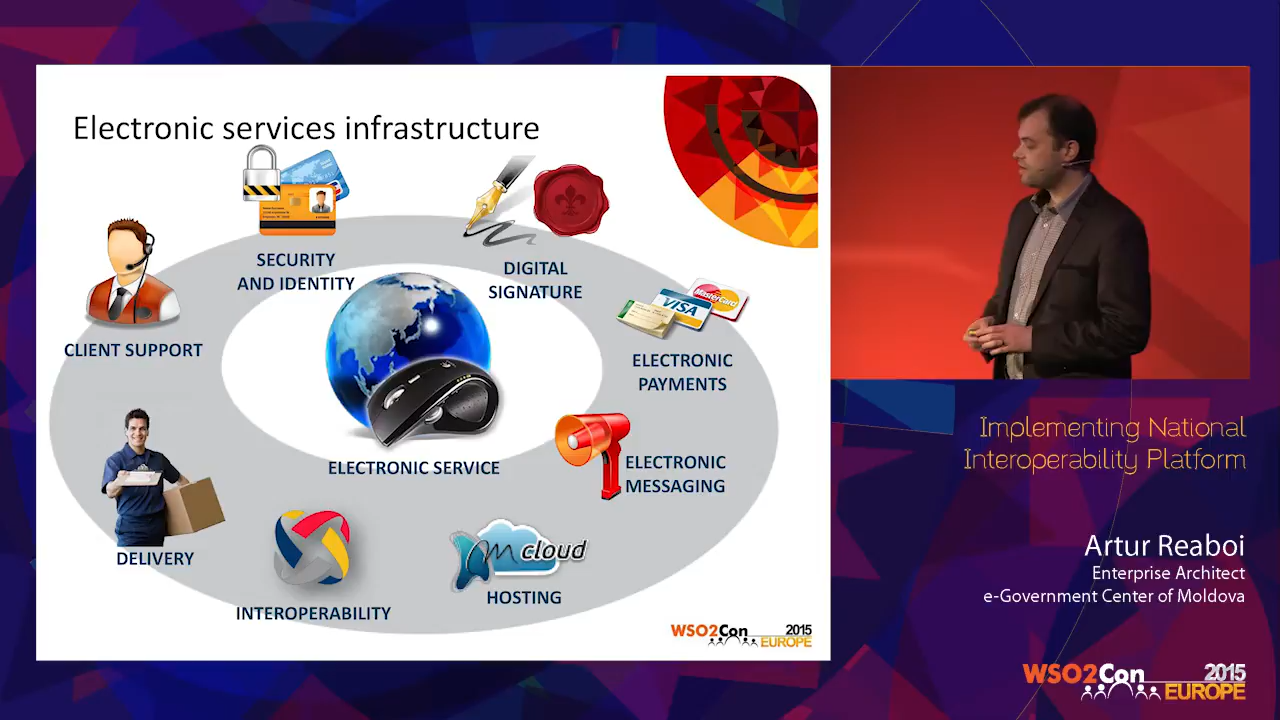 Electronic services infrastructure
SECURITY
AND IDENTITY
DIGITAL
SIGNATURE
CLIENT SUPPORT
VISA
MasterCard
ELECTRONIC
PAYMENTS
ELECTRONIC SERVICE
ELECTRONIC
MESSAGING
DELIVERY
INTEROPERABILITY
m cloud
HOSTING
WSO2Con
2015
EUROPE
Implementing National
Interoperability Platform
Artur Reaboi
Enterprise Architect
e-Government Center of Moldova
WSO2Con
2015
EUROPE